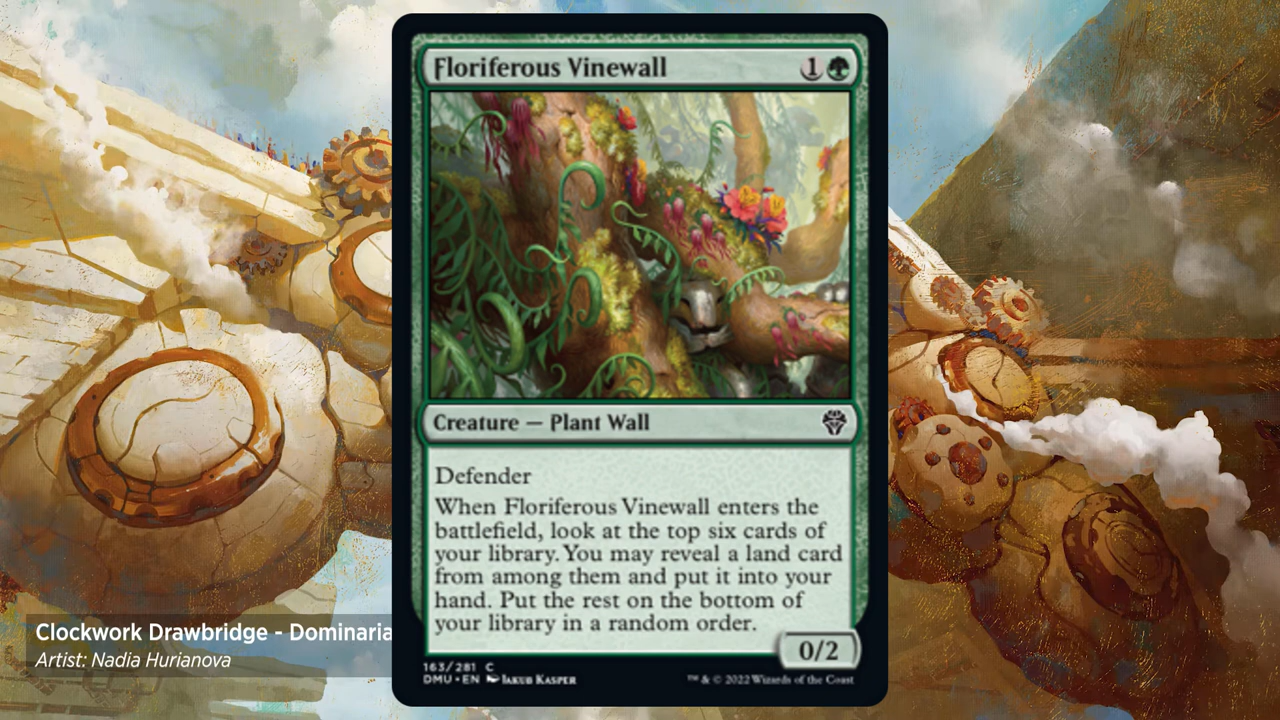 Floriferous Vinewall 1
Creature — Plant Wall
Defender
When Floriferous Vinewall enters the
battlefield, look at the top six cards of
your library. You may reveal a land card
from among them and put it into your
hand. Put the rest on the bottom of
your library in a random order.
0/2
163/281 C
DMU • EN Jakub Kasper
™ & © 2022 Wizards of the Coast
Clockwork Drawbridge - Dominaria
Artist: Nadia Hurianova